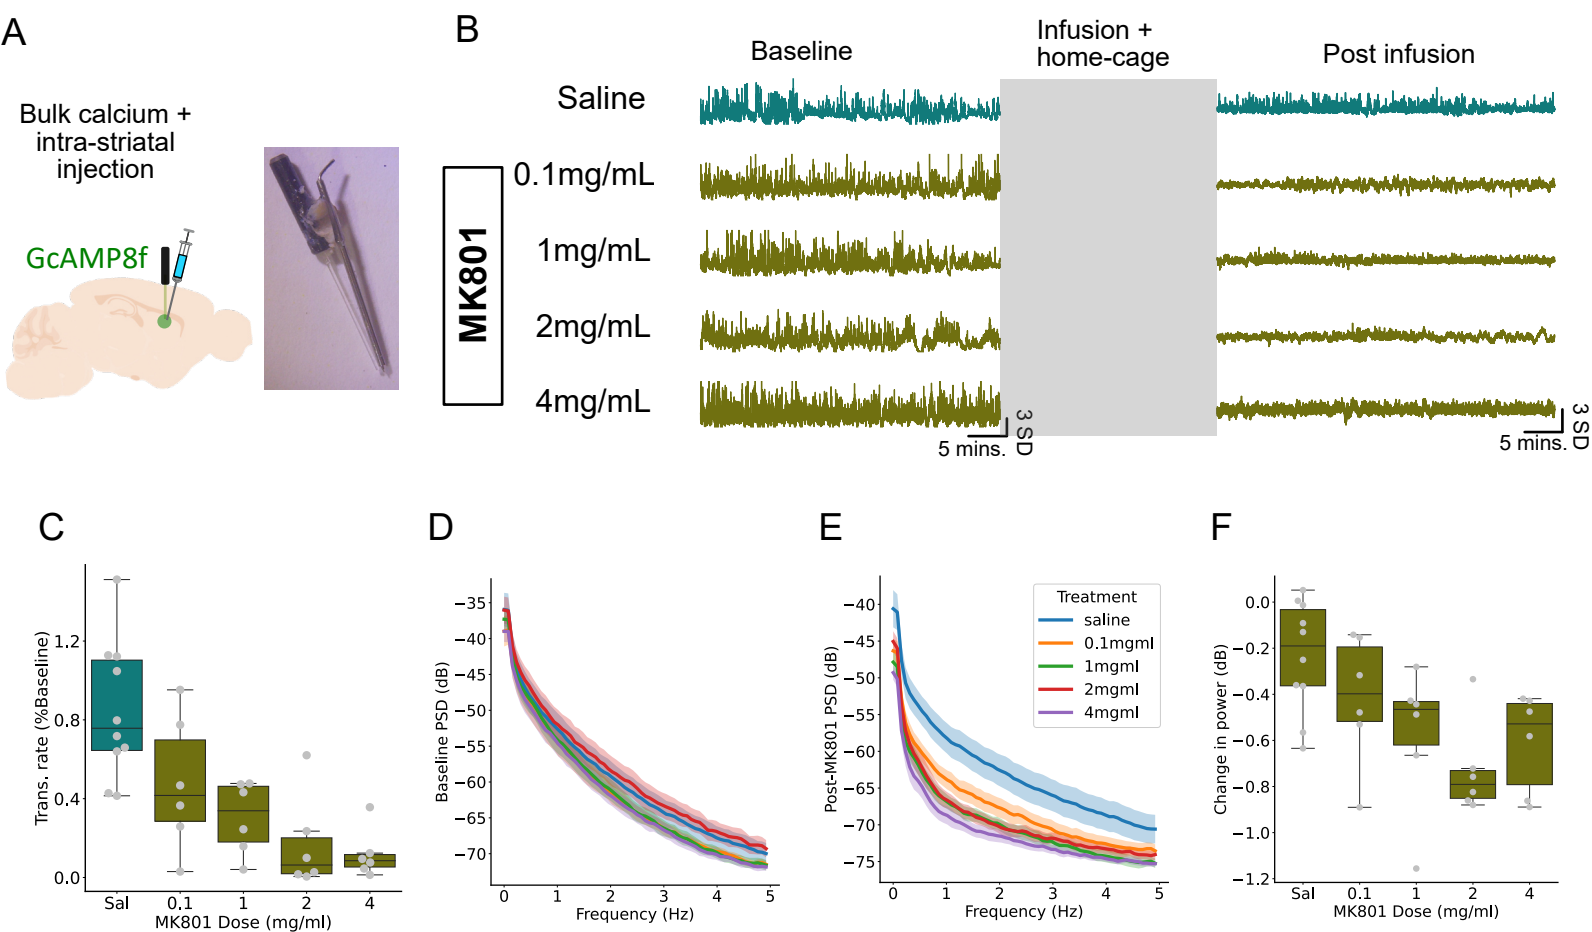 A
Bulk calcium +
intra-striatal
injection
GcAMP8f
B
Baseline
Infusion +
home-cage
Post infusion
Saline
MK801
0.1mg/mL
1mg/mL
2mg/mL
4mg/mL
5 mins.
3 SD
5 mins.
3 SD
C
Trans. rate (%Baseline)
1.2
0.8
0.4
0.0
Sal 0.1 1 2 4
MK801 Dose (mg/ml)
D
Baseline PSD (dB)
−35
−40
−45
−50
−55
−60
−65
−70
0 1 2 3 4 5
Frequency (Hz)
E
Post-MK801 PSD (dB)
−40
−45
−50
−55
−60
−65
−70
−75
0 1 2 3 4 5
Frequency (Hz)
Treatment
saline
0.1mgml
1mgml
2mgml
4mgml
F
Change in power (dB)
0.0
−0.2
−0.4
−0.6
−0.8
−1.0
−1.2
Sal 0.1 1 2 4
MK801 Dose (mg/ml)